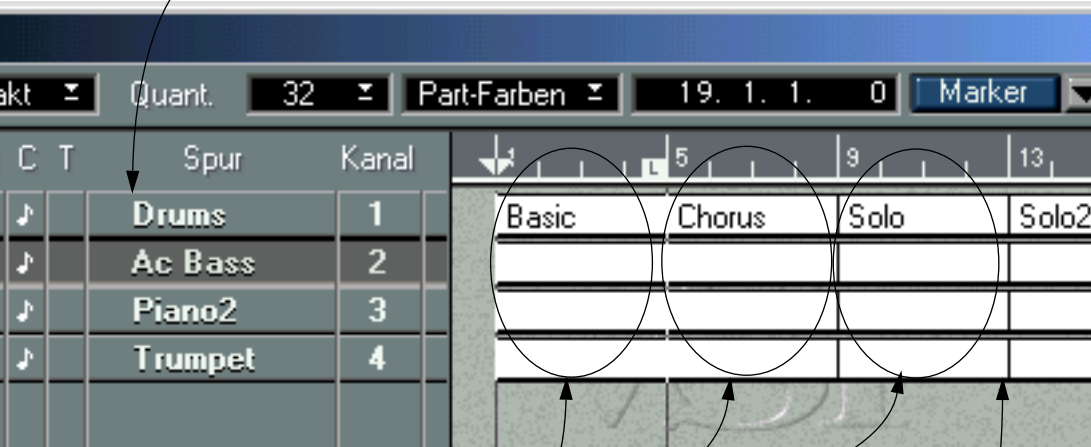 akt Quant. 32 Part-Farben 19. 1. 1. 0 Marker
C T Spur Kanal 1 L 5 9 13
Drums 1 Basic Chorus Solo Solo2
Ac Bass 2
Piano2 3
Trumpet 4